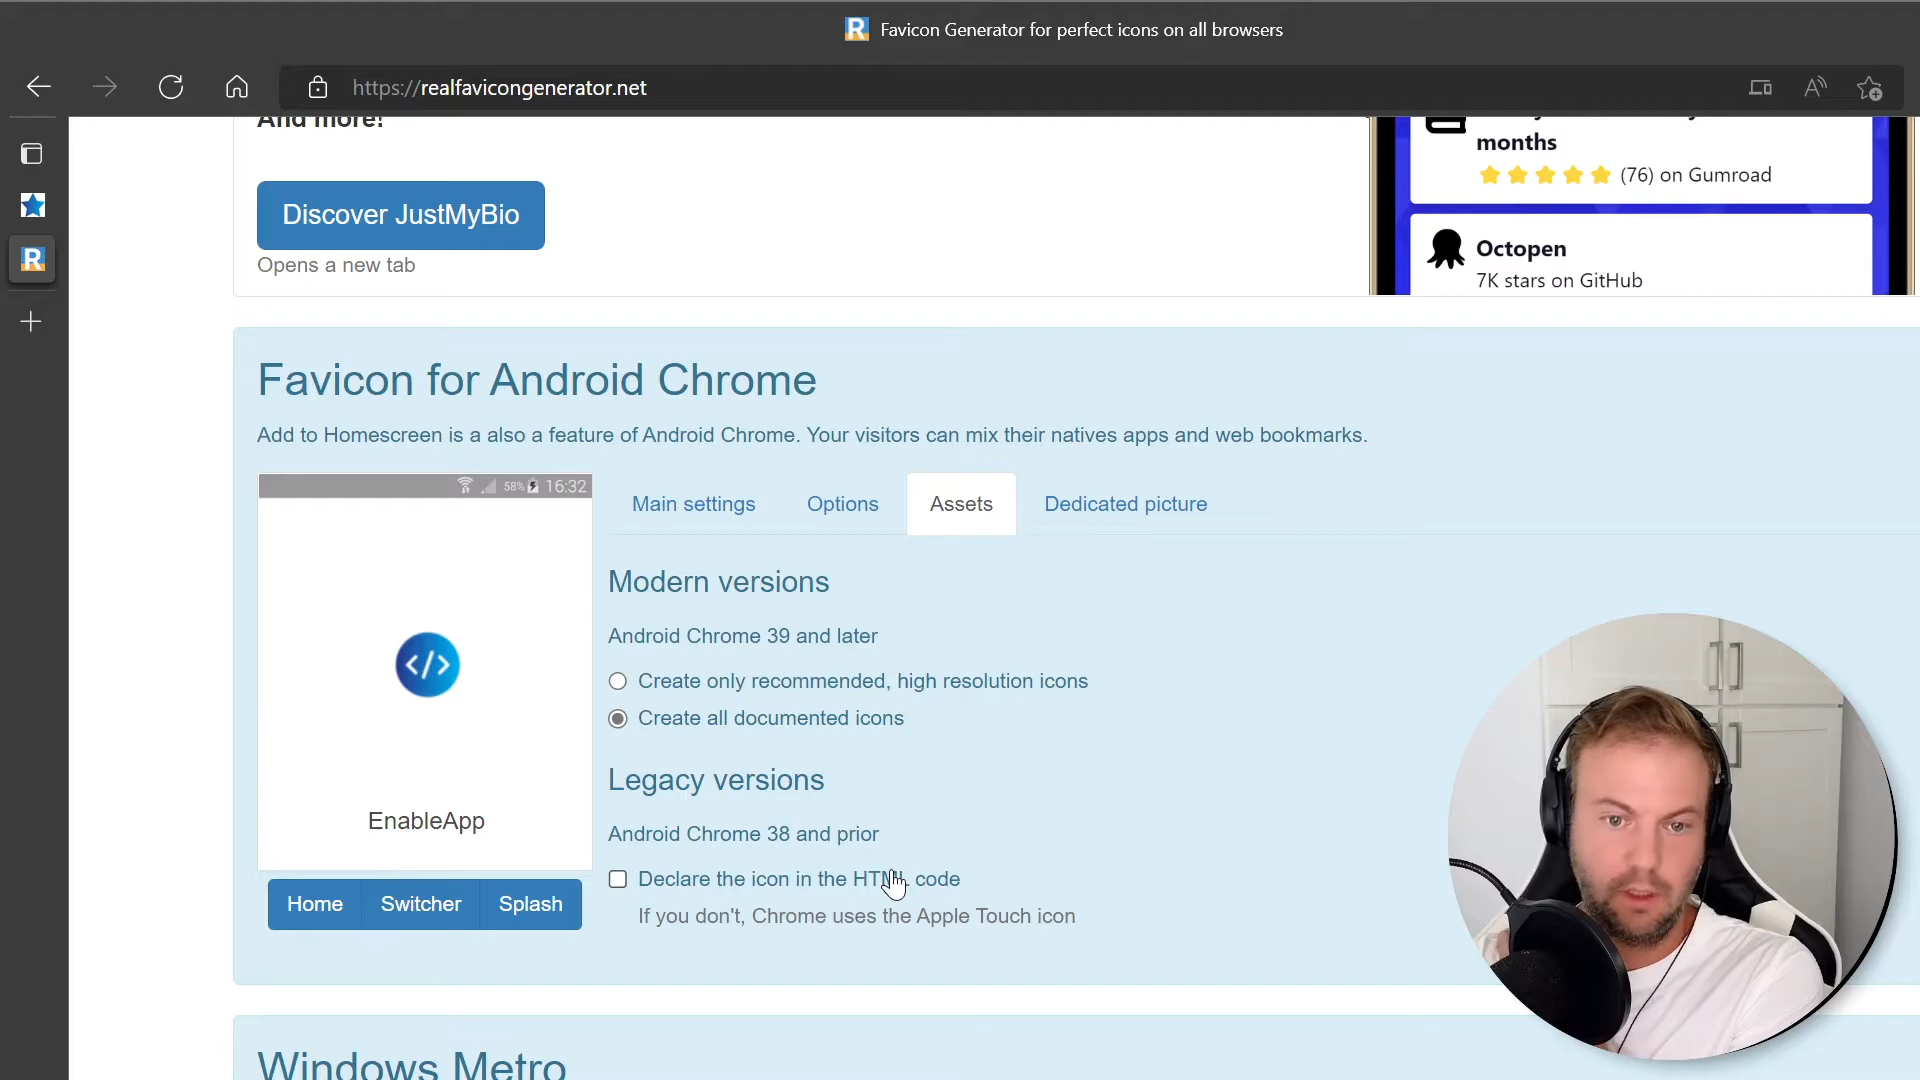 R Favicon Generator for perfect icons on all browsers
https://realfavicongenerator.net
And more!
months
(76) on Gumroad
Discover JustMyBio
Opens a new tab
R
Octopen
7K stars on GitHub
Favicon for Android Chrome
Add to Homescreen is a also a feature of Android Chrome. Your visitors can mix their natives apps and web bookmarks.
58% 16:32
Main settings Options Assets Dedicated picture
Modern versions
Android Chrome 39 and later
Create only recommended, high resolution icons
</>
Create all documented icons
Legacy versions
EnableApp
Android Chrome 38 and prior
Declare the icon in the HTML code
Home Switcher Splash
If you don't, Chrome uses the Apple Touch icon
Windows Metro